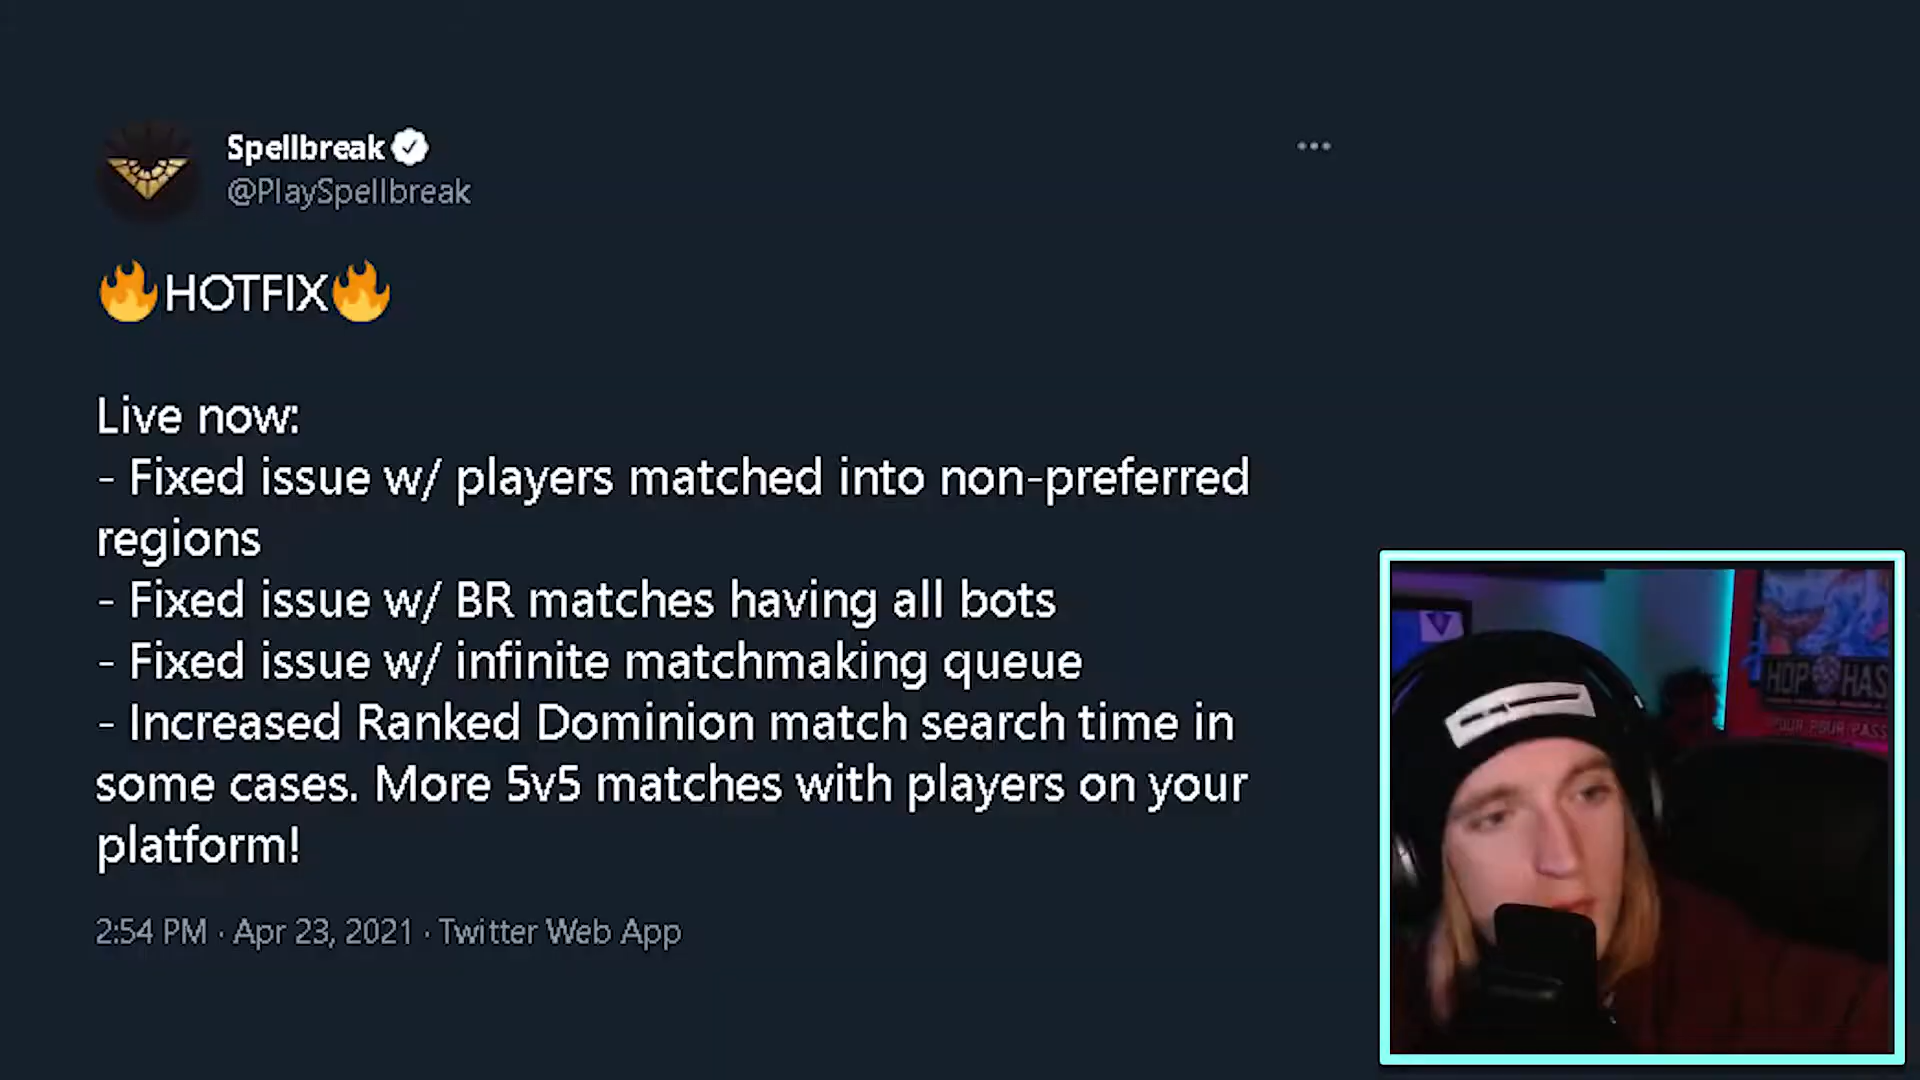 Spellbreak
@PlaySpellbreak
🔥HOTFIX🔥
Live now:
- Fixed issue w/ players matched into non-preferred
regions
- Fixed issue w/ BR matches having all bots
- Fixed issue w/ infinite matchmaking queue
- Increased Ranked Dominion match search time in
some cases. More 5v5 matches with players on your
platform!
2:54 PM · Apr 23, 2021 · Twitter Web App
HOP HAS